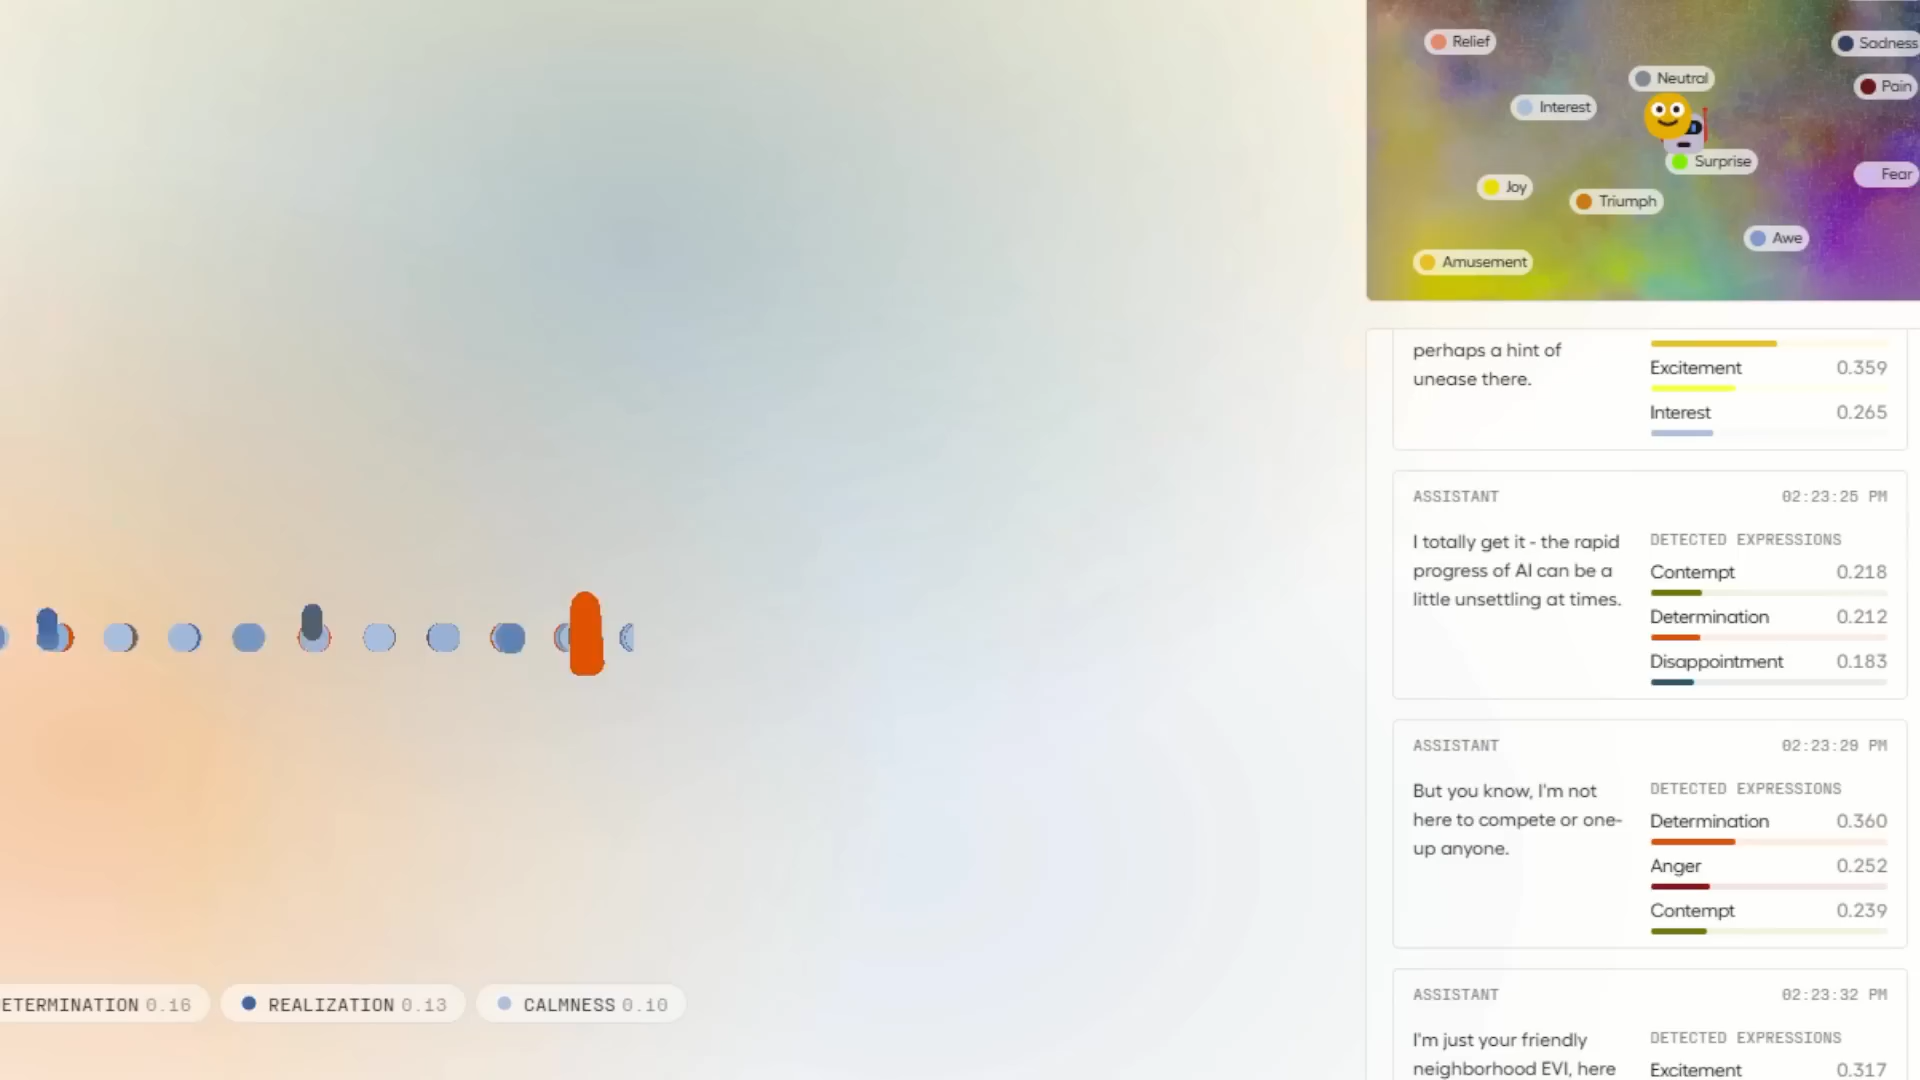 Relief
Sadness
Neutral
Pain
Interest
Surprise
Fear
Joy
Triumph
Awe
Amusement
perhaps a hint of
unease there.
Excitement 0.359
Interest 0.265
ASSISTANT 02:23:25 PM
I totally get it - the rapid
progress of AI can be a
little unsettling at times.
DETECTED EXPRESSIONS
Contempt 0.218
Determination 0.212
Disappointment 0.183
ASSISTANT 02:23:29 PM
But you know, I'm not
here to compete or one-
up anyone.
DETECTED EXPRESSIONS
Determination 0.360
Anger 0.252
Contempt 0.239
ASSISTANT 02:23:32 PM
I'm just your friendly
neighborhood EVI, here
DETECTED EXPRESSIONS
Excitement 0.317
ETERMINATION 0.16
REALIZATION 0.13
CALMNESS 0.10